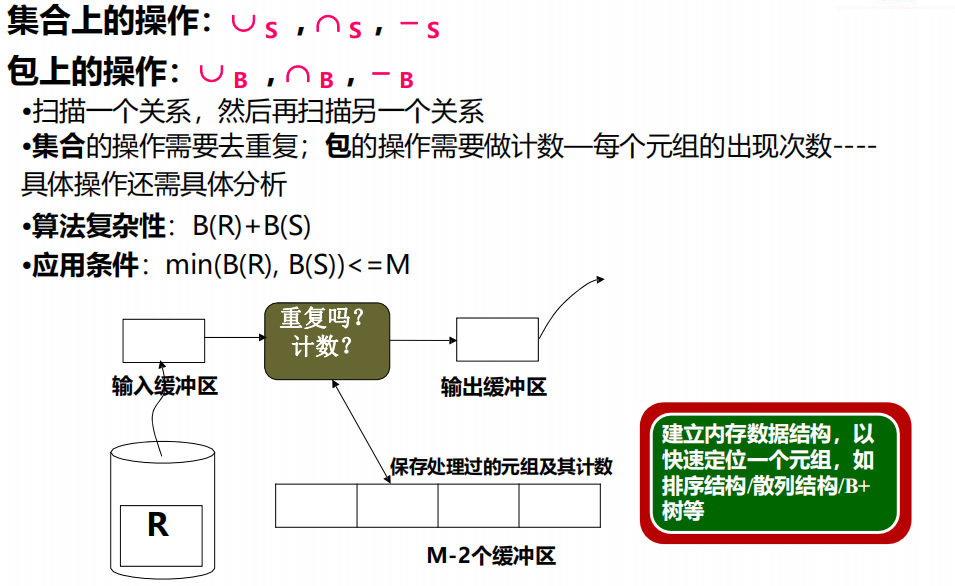 集合上的操作：∪ S ，∩ S ，− S
包上的操作：∪ B ，∩ B ，− B
•扫描一个关系，然后再扫描另一个关系
•集合的操作需要去重复；包的操作需要做计数—每个元组的出现次数----
具体操作还需具体分析
•算法复杂性：B(R)+B(S)
•应用条件：min(B(R), B(S))<=M
重复吗？
计数？
输入缓冲区
输出缓冲区
保存处理过的元组及其计数
R
M-2个缓冲区
建立内存数据结构，以
快速定位一个元组，如
排序结构/散列结构/B+
树等